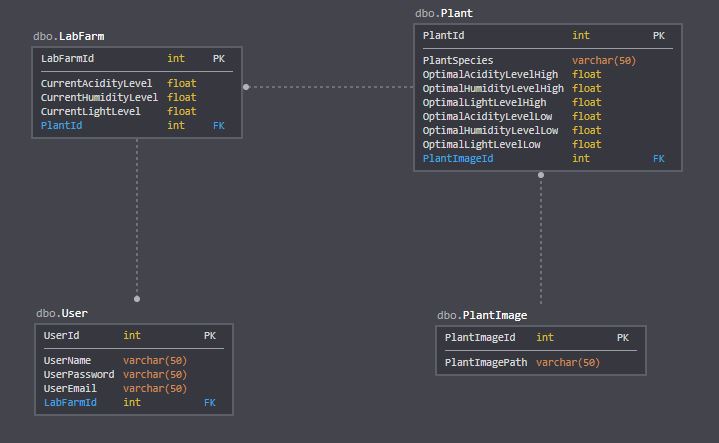 dbo.LabFarm
LabFarmId int PK
CurrentAcidityLevel float
CurrentHumidityLevel float
CurrentLightLevel float
PlantId int FK
dbo.Plant
PlantId int PK
PlantSpecies varchar(50)
OptimalAcidityLevelHigh float
OptimalHumidityLevelHigh float
OptimalLightLevelHigh float
OptimalAcidityLevelLow float
OptimalHumidityLevelLow float
OptimalLightLevelLow float
PlantImageId int FK
dbo.User
UserId int PK
UserName varchar(50)
UserPassword varchar(50)
UserEmail varchar(50)
LabFarmId int FK
dbo.PlantImage
PlantImageId int PK
PlantImagePath varchar(50)